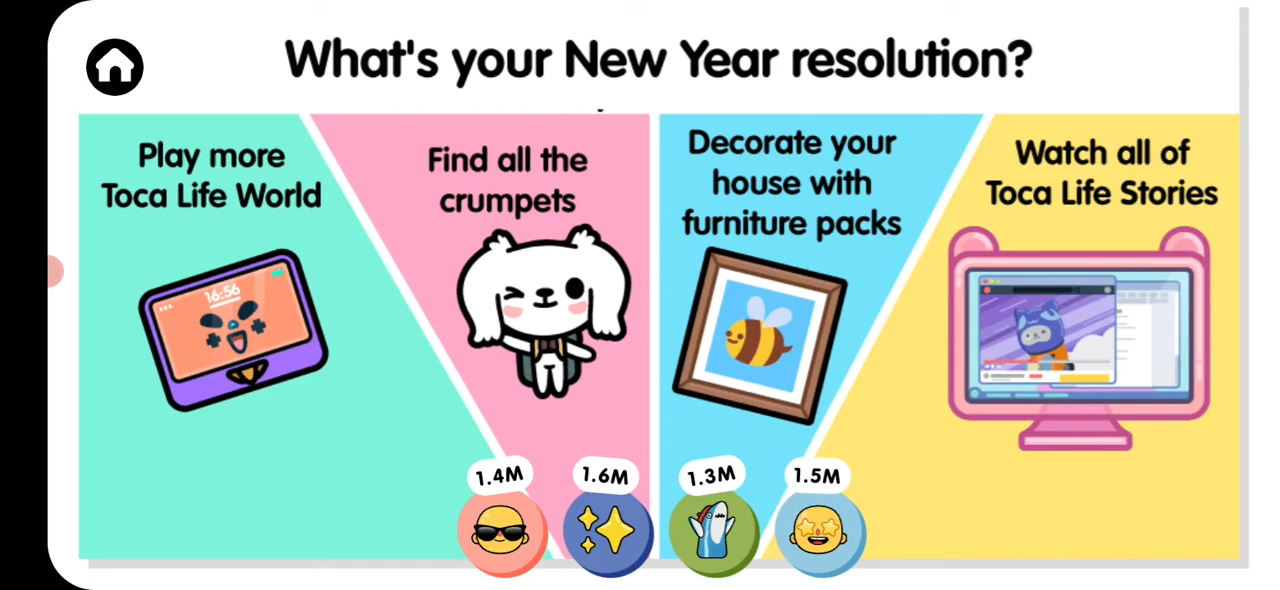 What's your New Year resolution?
Play more
Toca Life World
Find all the
crumpets
Decorate your
house with
furniture packs
Watch all of
Toca Life Stories
16:56
1.4M
1.6M
1.3M
1.5M